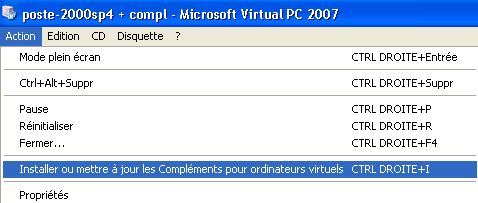 poste-2000sp4 + compl - Microsoft Virtual PC 2007
Action Edition CD Disquette ?
Mode plein écran CTRL DROITE+Entrée
Ctrl+Alt+Suppr CTRL DROITE+Suppr
Pause CTRL DROITE+P
Réinitialiser CTRL DROITE+R
Fermer... CTRL DROITE+F4
Installer ou mettre à jour les Compléments pour ordinateurs virtuels CTRL DROITE+I
Propriétés